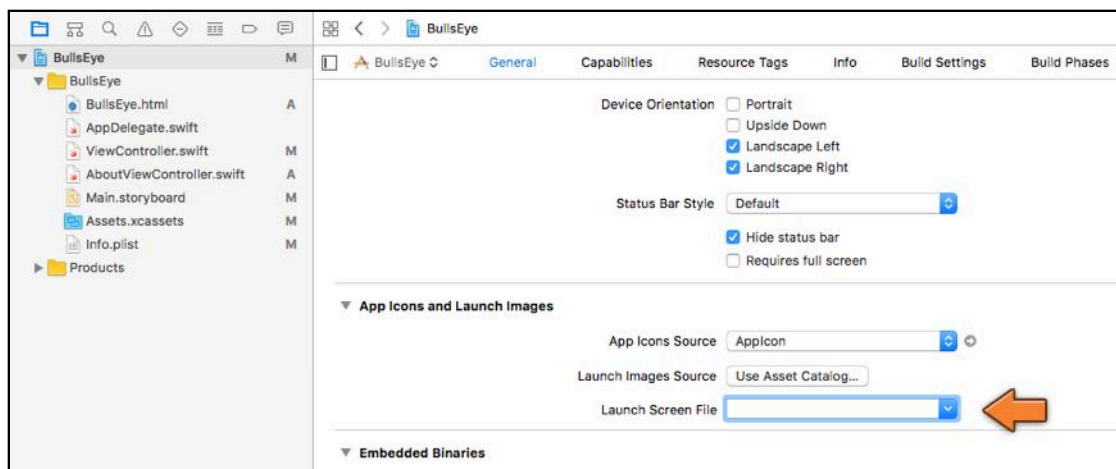 BullsEye
BullsEye M
BullsEye
BullsEye.html A
AppDelegate.swift
ViewController.swift M
AboutViewController.swift A
Main.storyboard M
Assets.xcassets M
Info.plist M
Products
BullsEye General Capabilities Resource Tags Info Build Settings Build Phases
Device Orientation Portrait
Upside Down
Landscape Left
Landscape Right
Status Bar Style Default
Hide status bar
Requires full screen
App Icons and Launch Images
App Icons Source AppIcon
Launch Images Source Use Asset Catalog...
Launch Screen File
Embedded Binaries